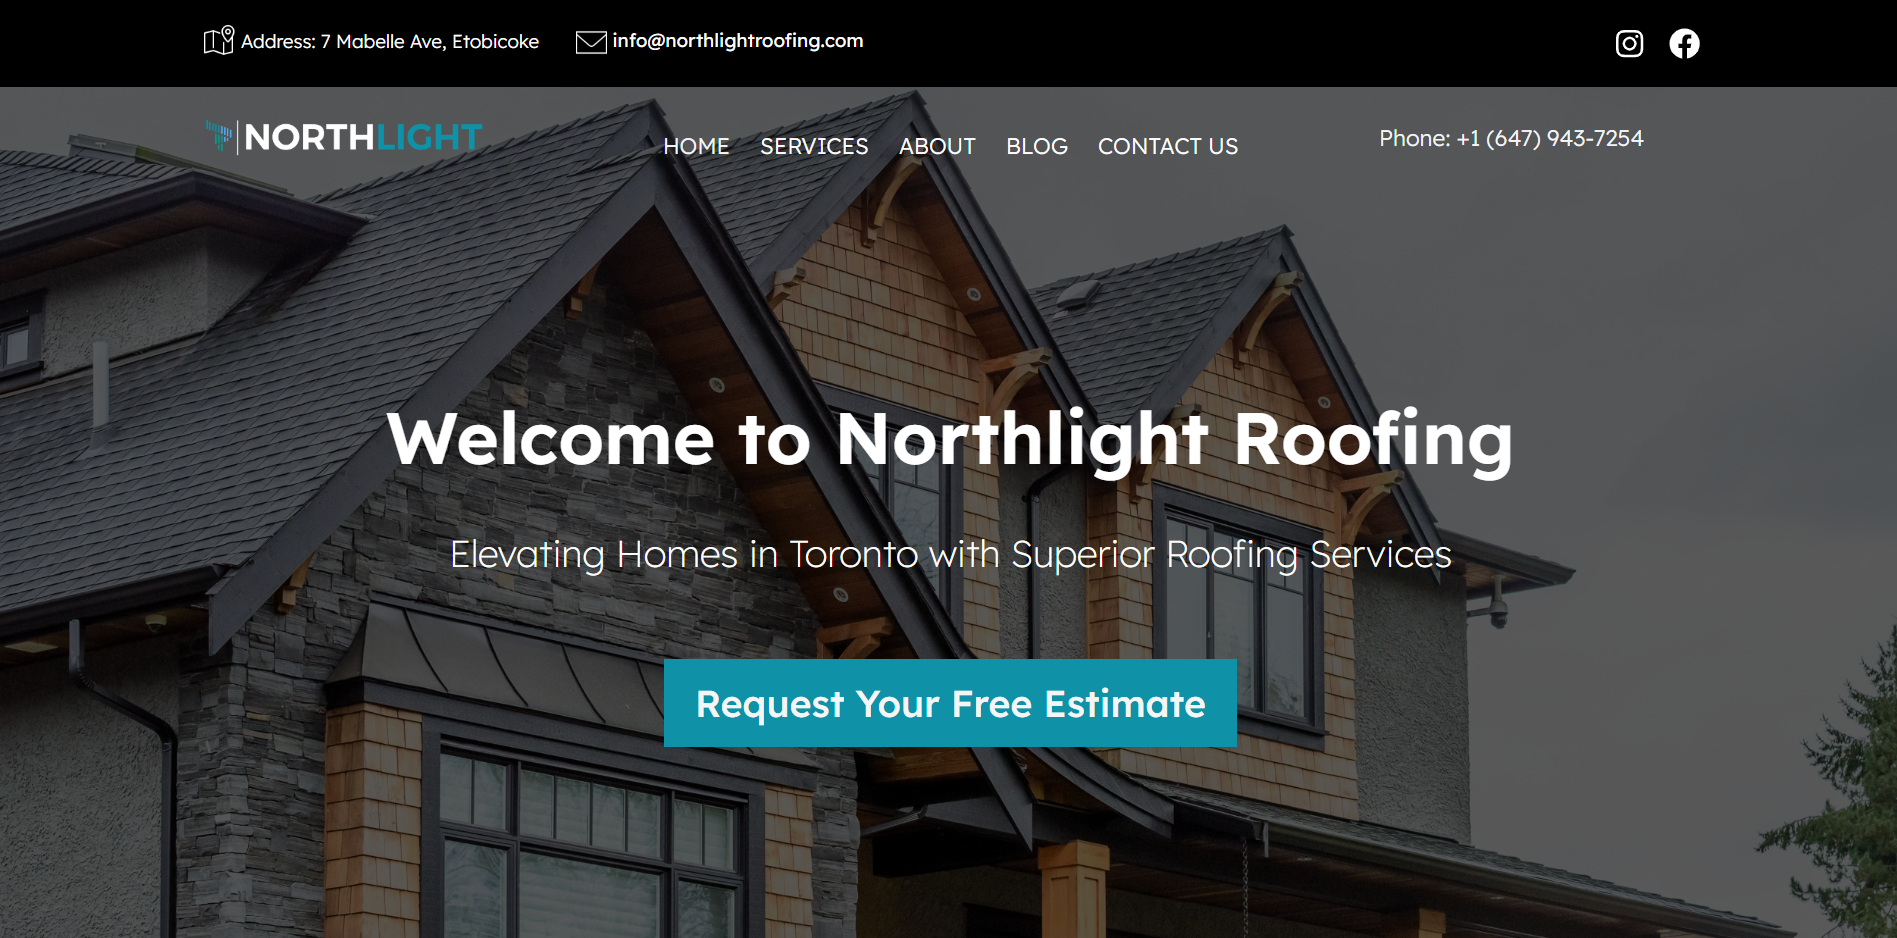 Address: 7 Mabelle Ave, Etobicoke
info@northlightroofing.com
NORTHLIGHT
HOME SERVICES ABOUT BLOG CONTACT US
Phone: +1 (647) 943-7254
Welcome to Northlight Roofing
Elevating Homes in Toronto with Superior Roofing Services
Request Your Free Estimate